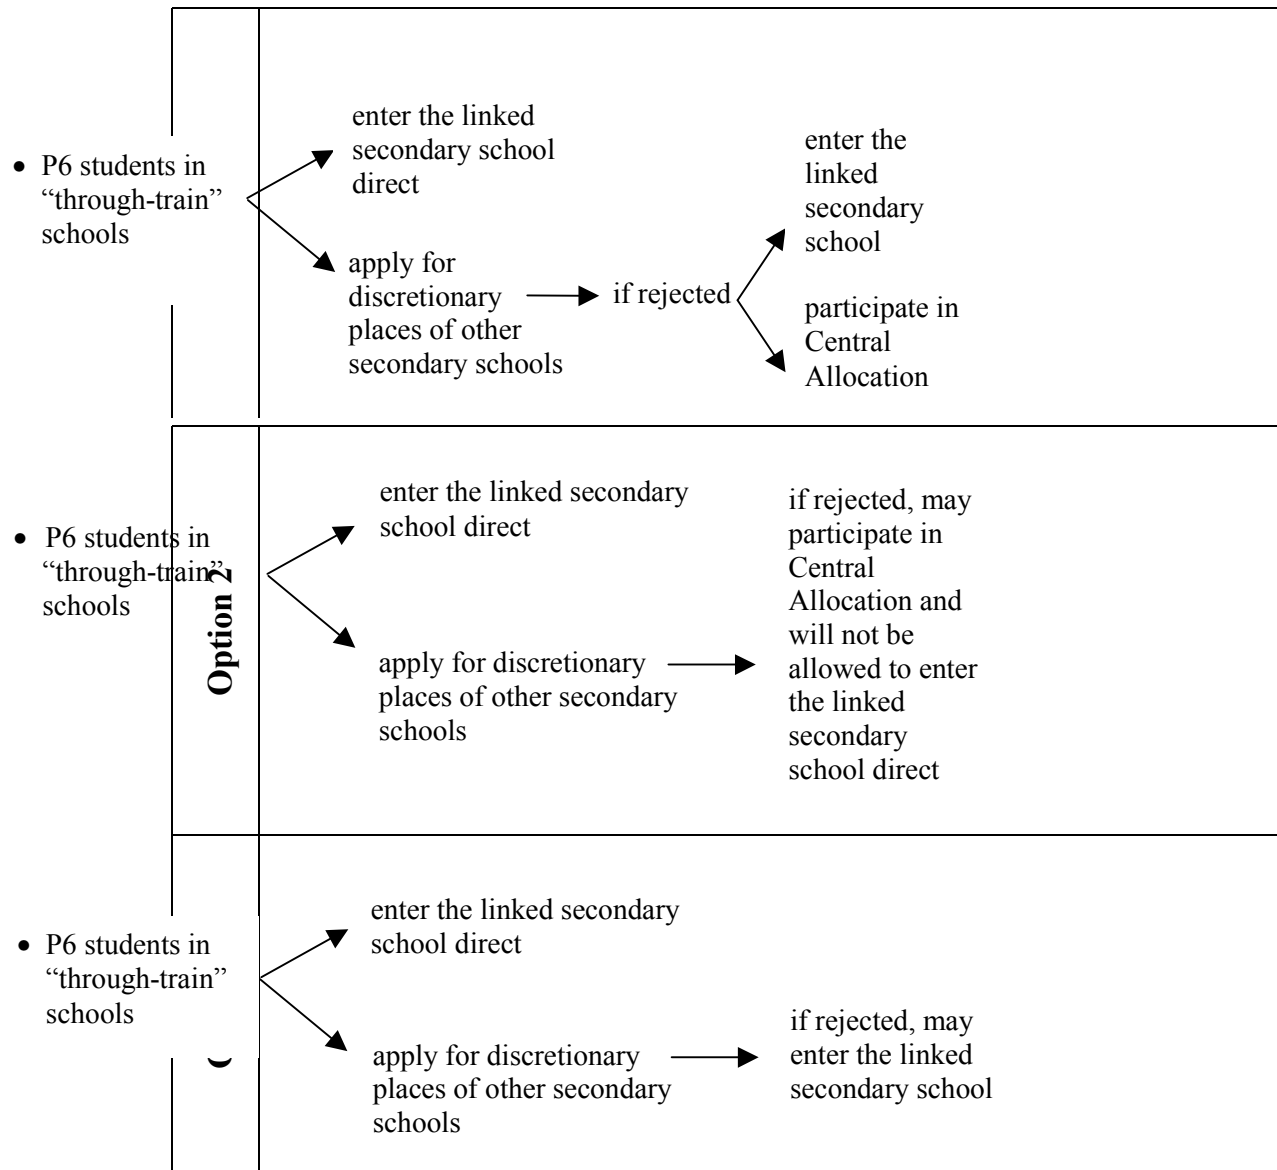 • P6 students in
“through-train”
schools
enter the linked
secondary school
direct
apply for
discretionary
places of other
secondary schools
if rejected
enter the
linked
secondary
school
participate in
Central
Allocation
Option 2
• P6 students in
“through-train”
schools
enter the linked secondary
school direct
apply for discretionary
places of other secondary
schools
if rejected, may
participate in
Central
Allocation and
will not be
allowed to enter
the linked
secondary
school direct
• P6 students in
“through-train”
schools
enter the linked secondary
school direct
apply for discretionary
places of other secondary
schools
if rejected, may
enter the linked
secondary school